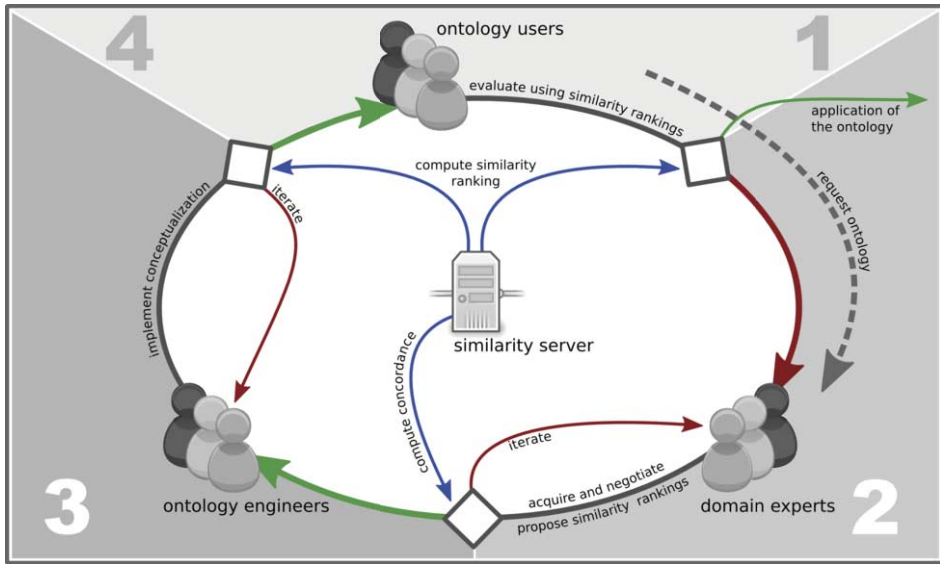 4
ontology users
1
evaluate using similarity rankings
application of
the ontology
compute similarity
ranking
iterate
request ontology
implement conceptualization
similarity server
compute concordance
iterate
acquire and negotiate
propose similarity rankings
3
ontology engineers
domain experts
2